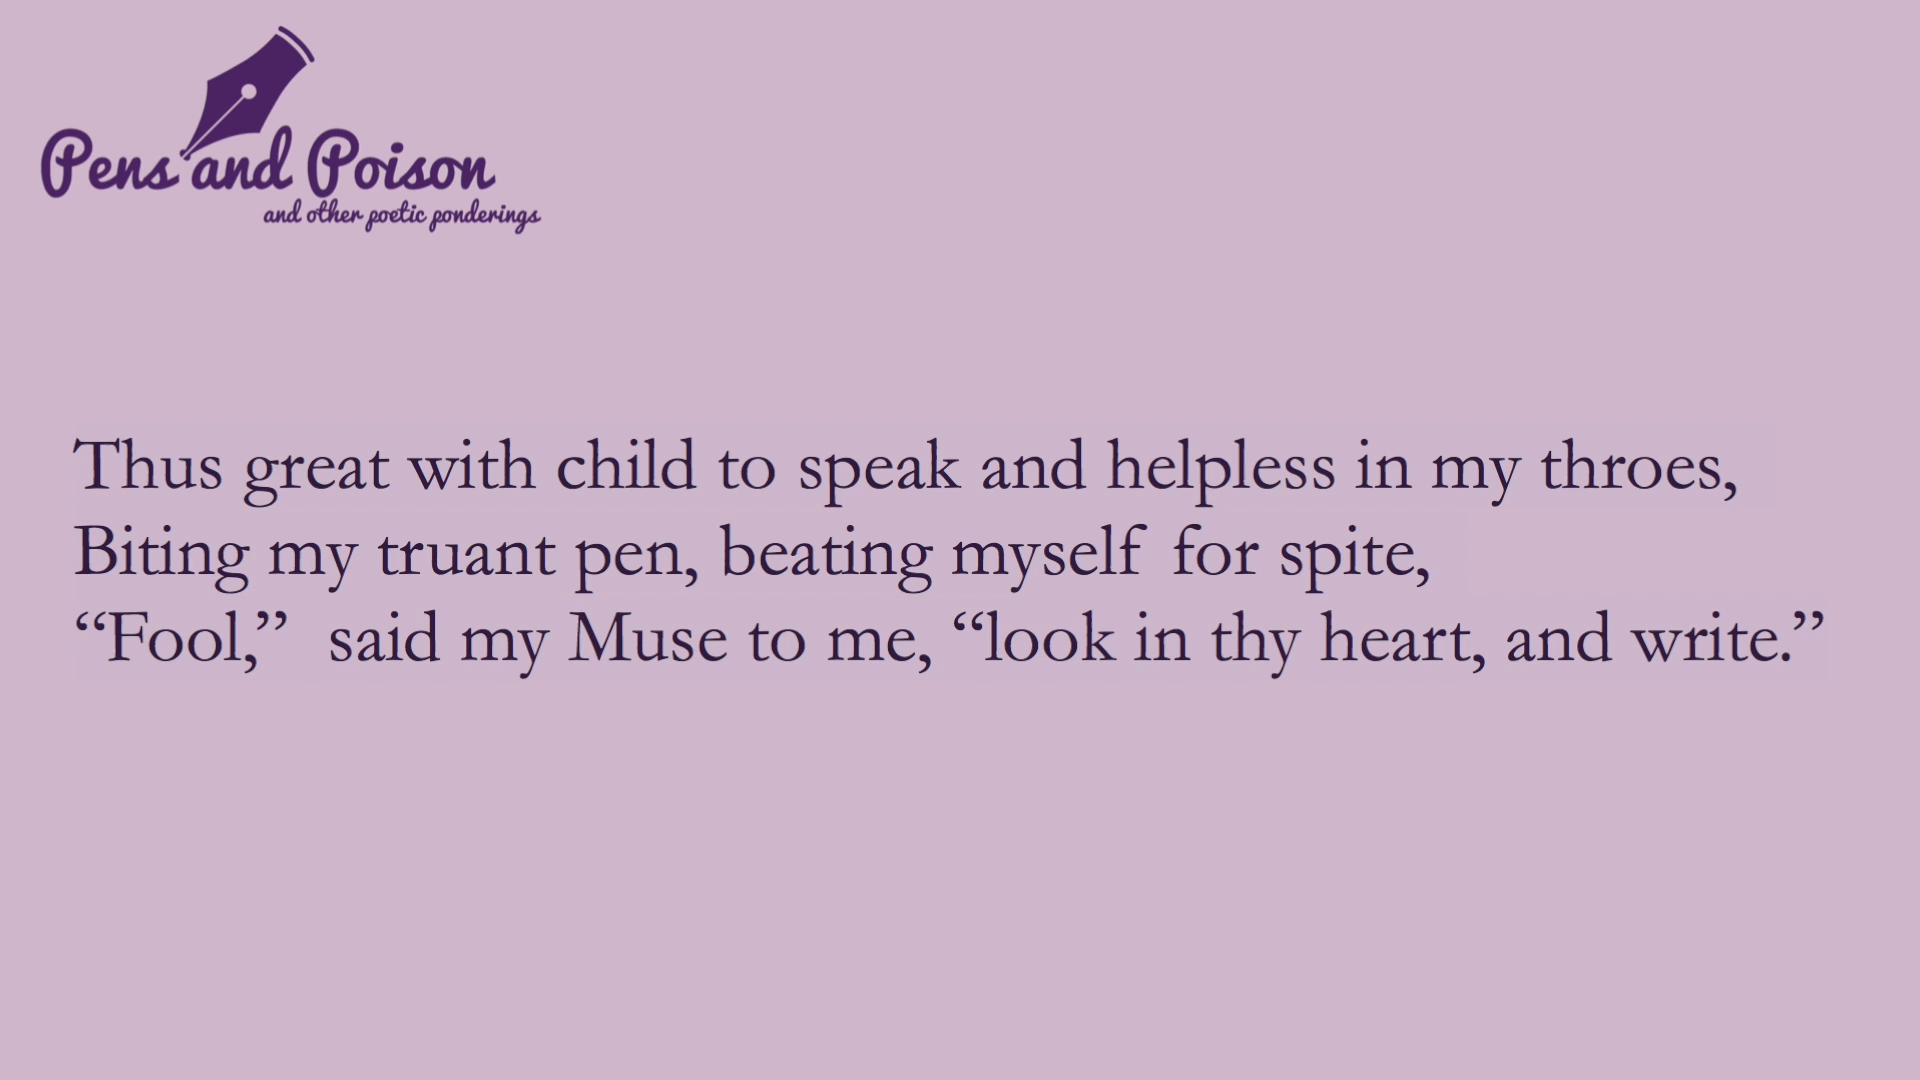 Pens and Poison
and other poetic ponderings
Thus great with child to speak and helpless in my throes,
Biting my truant pen, beating myself for spite,
“Fool,” said my Muse to me, “look in thy heart, and write.”